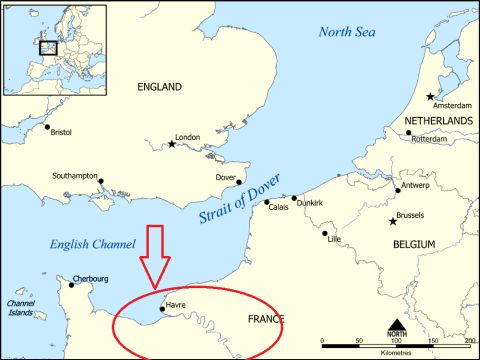 North Sea
ENGLAND
Amsterdam
NETHERLANDS
Rotterdam
Bristol
London
Southampton
Dover
Strait of Dover
Antwerp
Calais
Dunkirk
Brussels
Lille
English Channel
BELGIUM
Cherbourg
Channel
Islands
Havre
FRANCE
NORTH
100 50 0 100 200
Kilometres